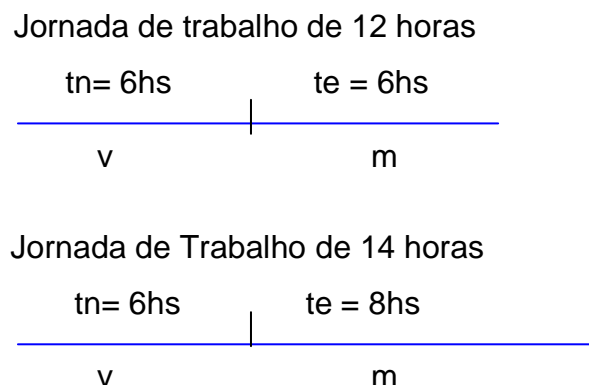 Jornada de trabalho de 12 horas
tn= 6hs te = 6hs
v m
Jornada de Trabalho de 14 horas
tn= 6hs te = 8hs
v m